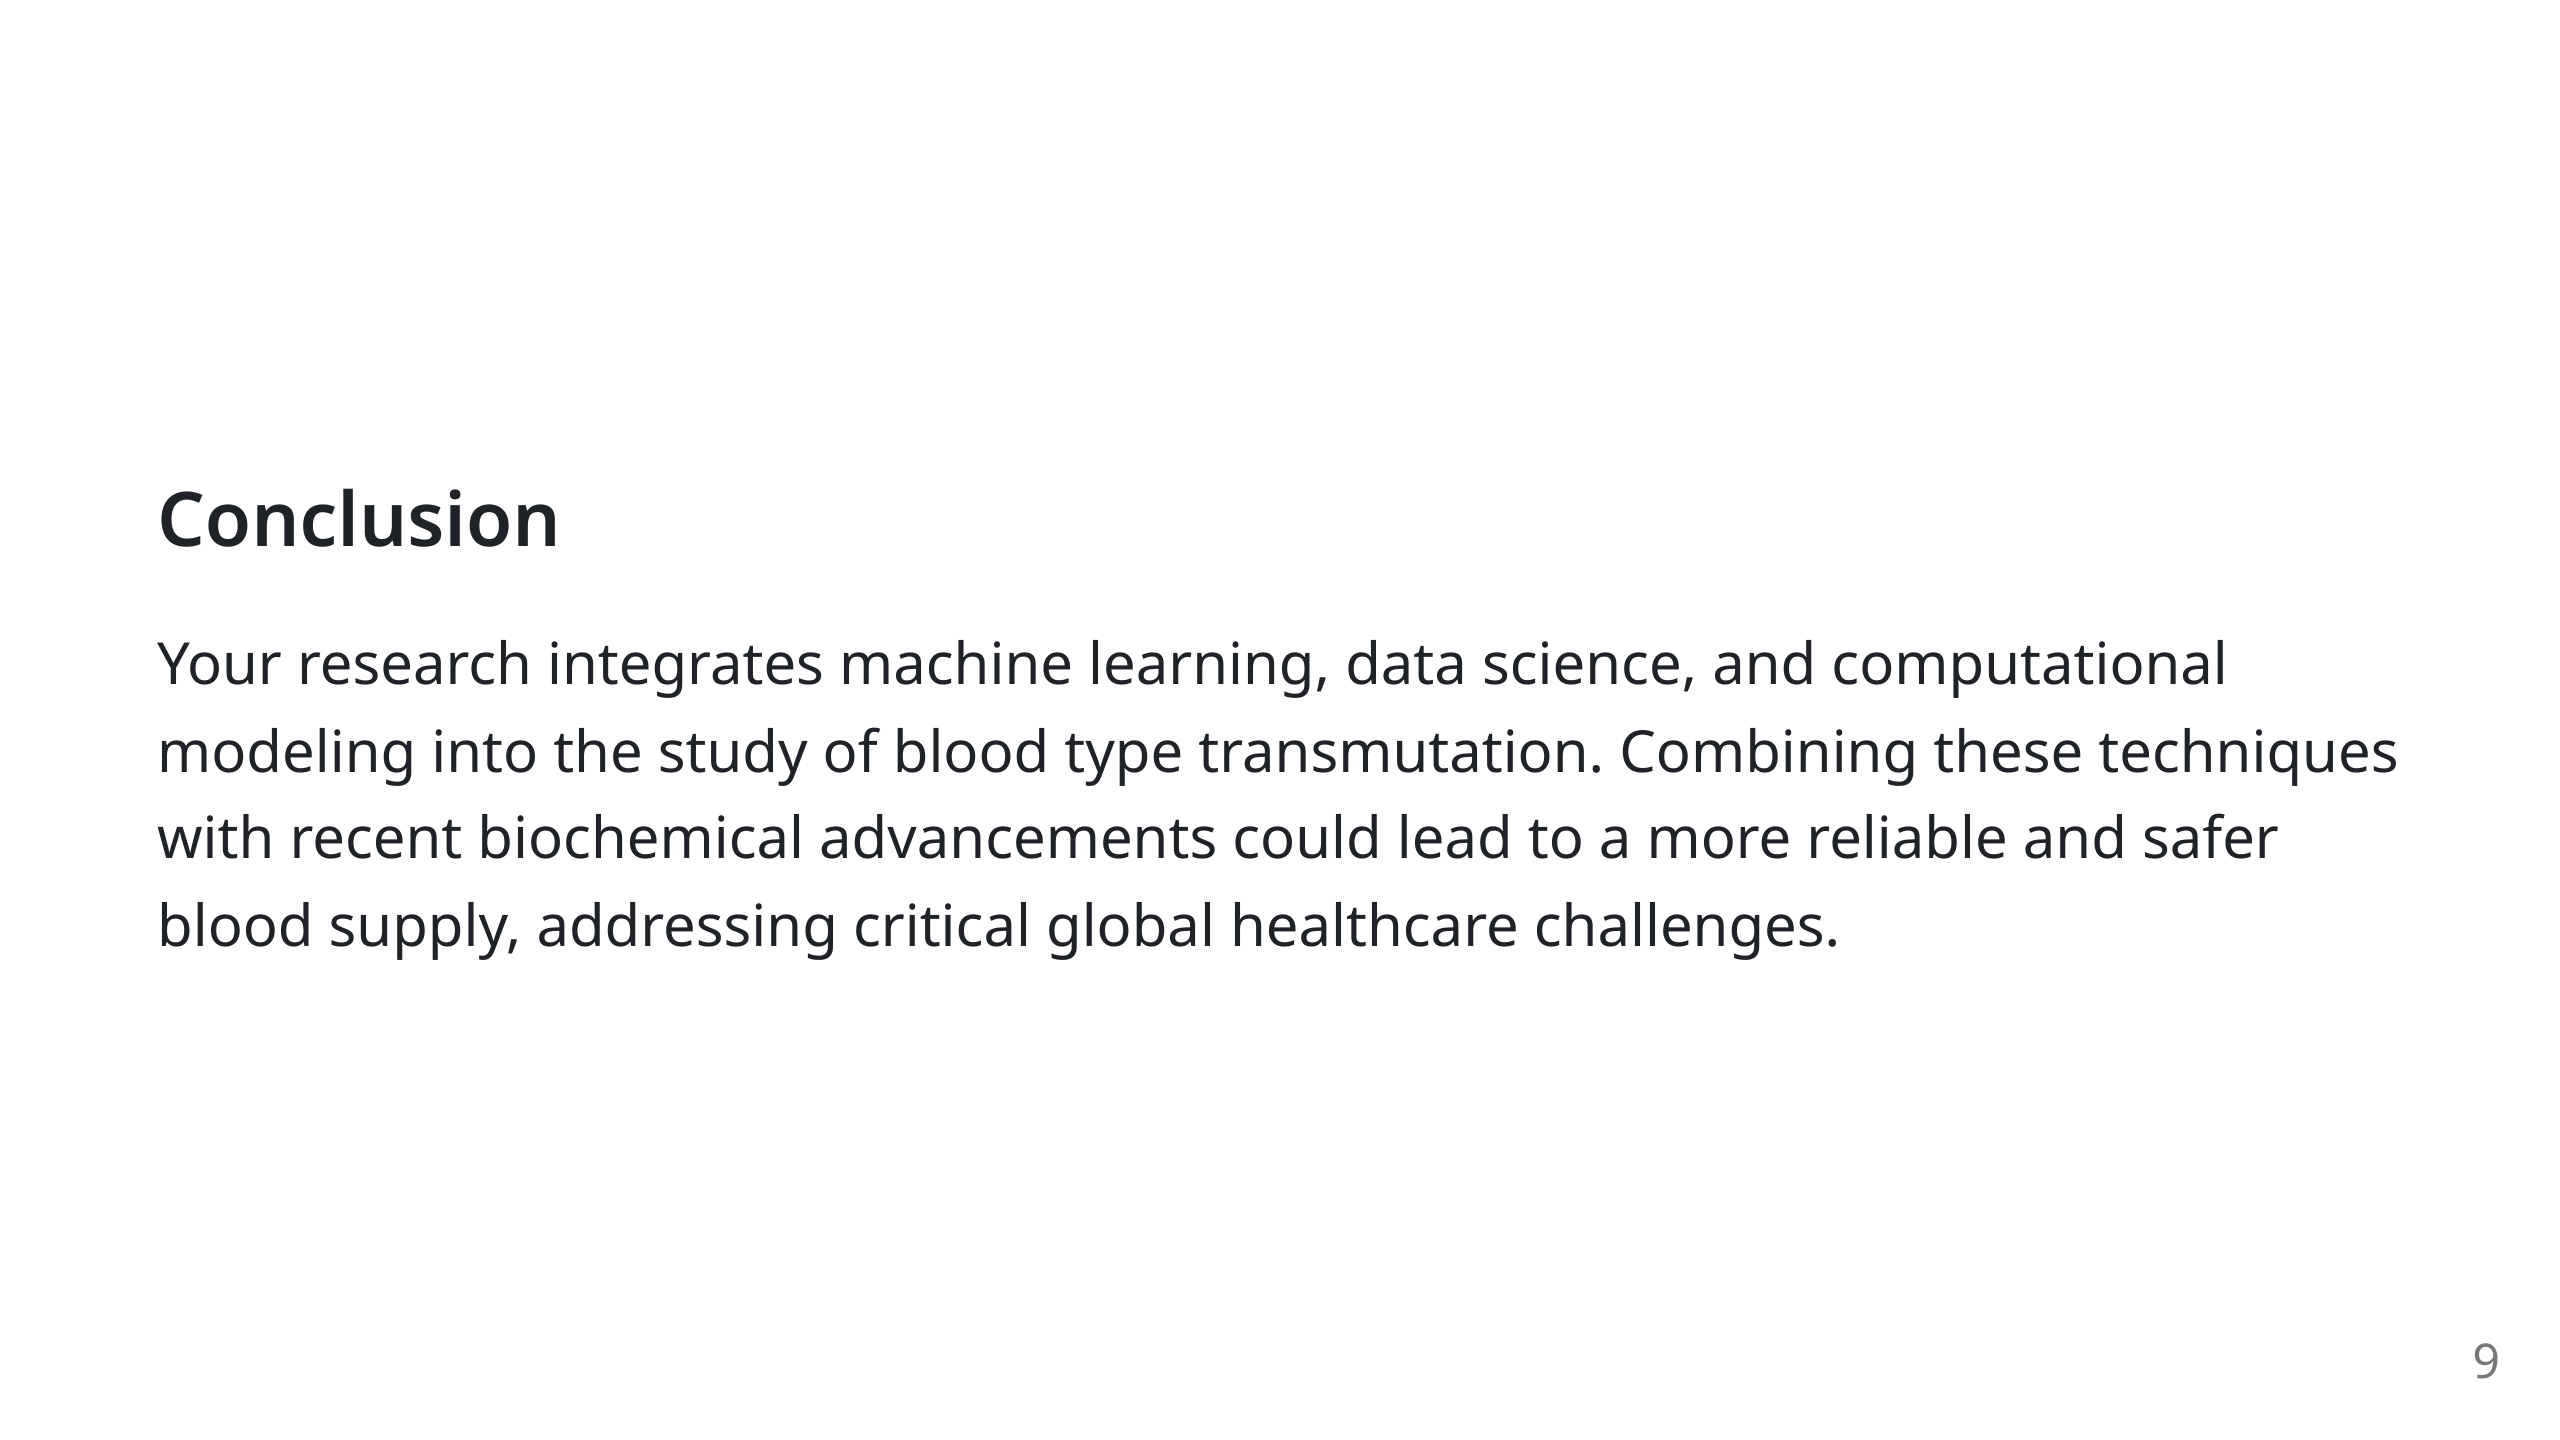 Conclusion
Your research integrates machine learning, data science, and computational
modeling into the study of blood type transmutation. Combining these techniques
with recent biochemical advancements could lead to a more reliable and safer
blood supply, addressing critical global healthcare challenges.
9